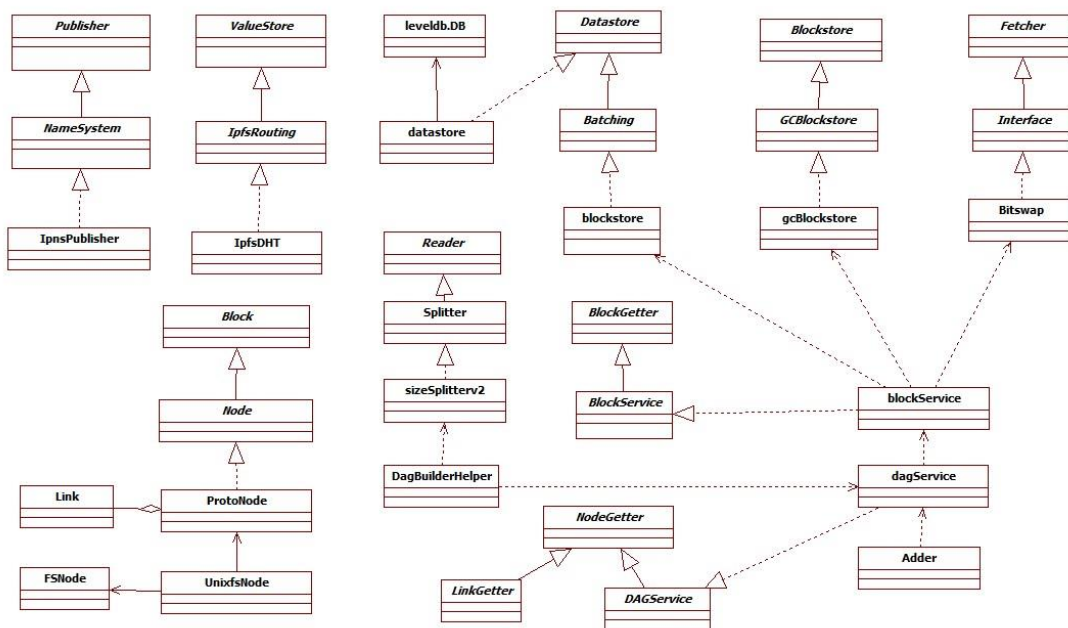 Publisher
ValueStore
leveldb.DB
Datastore
Blockstore
Fetcher
NameSystem
IpfsRouting
datastore
Batching
GCBlockstore
Interface
IpnsPublisher
IpfsDHT
blockstore
gcBlockstore
Bitswap
Reader
Block
Splitter
BlockGetter
Node
sizeSplitterv2
BlockService
blockService
Link
ProtoNode
DagBuilderHelper
dagService
NodeGetter
FSNode
UnixfsNode
LinkGetter
DAGService
Adder